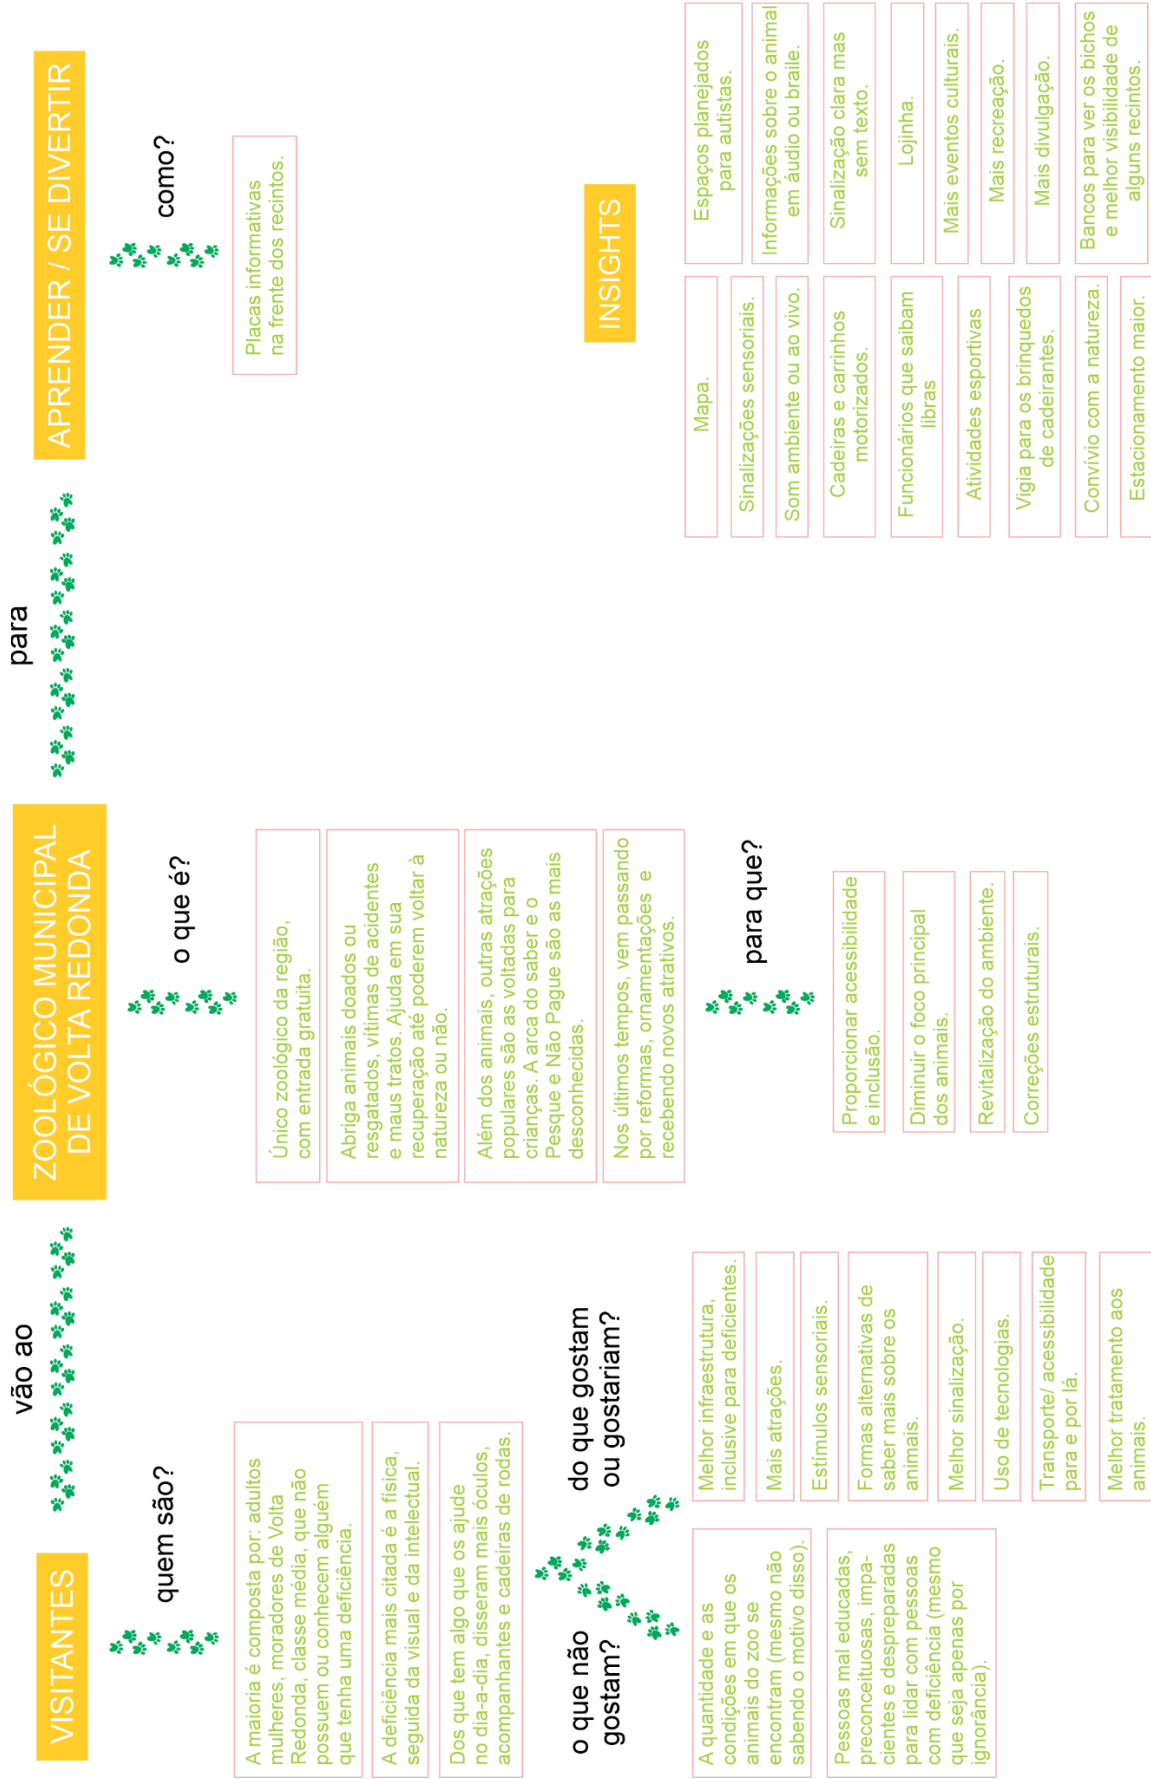 VISITANTES
vão ao
ZOOLÓGICO MUNICIPAL
DE VOLTA REDONDA
para
APRENDER / SE DIVERTIR
quem são?
A maioria é composta por: adultos
mulheres, moradores de Volta
Redonda, classe média, que não
possuem ou conhecem alguém
que tenha uma deficiência.
A deficiência mais citada é a física,
seguida da visual e da intelectual.
Dos que tem algo que os ajude
no dia-a-dia, disseram mais óculos,
acompanhantes e cadeiras de rodas.
o que não
gostam?
A quantidade e as
condições em que os
animais do zoo se
encontram (mesmo não
sabendo o motivo disso).
Pessoas mal educadas,
preconceituosas, impa-
cientes e despreparadas
para lidar com pessoas
com deficiência (mesmo
que seja apenas por
ignorância).
do que gostam
ou gostariam?
Melhor infraestrutura,
inclusive para deficientes.
Mais atrações.
Estímulos sensoriais.
Formas alternativas de
saber mais sobre os
animais.
Melhor sinalização.
Uso de tecnologias.
Transporte/ acessibilidade
para e por lá.
Melhor tratamento aos
animais.
o que é?
Único zoológico da região,
com entrada gratuita.
Abriga animais doados ou
resgatados, vítimas de acidentes
e maus tratos. Ajuda em sua
recuperação até poderem voltar à
natureza ou não.
Além dos animais, outras atrações
populares são as voltadas para
crianças. A arca do saber e o
Pesque e Não Pague são as mais
desconhecidas.
Nos últimos tempos, vem passando
por reformas, ornamentações e
recebendo novos atrativos.
para que?
Proporcionar acessibilidade
e inclusão.
Diminuir o foco principal
dos animais.
Revitalização do ambiente.
Correções estruturais.
como?
Placas informativas
na frente dos recintos.
INSIGHTS
Mapa.
Sinalizações sensoriais.
Som ambiente ou ao vivo.
Cadeiras e carrinhos
motorizados.
Funcionários que saibam
libras
Atividades esportivas
Vigia para os brinquedos
de cadeirantes.
Convívio com a natureza.
Estacionamento maior.
Espaços planejados
para autistas.
Informações sobre o animal
em áudio ou braile.
Sinalização clara mas
sem texto.
Lojinha.
Mais eventos culturais.
Mais recreação.
Mais divulgação.
Bancos para ver os bichos
e melhor visibilidade de
alguns recintos.